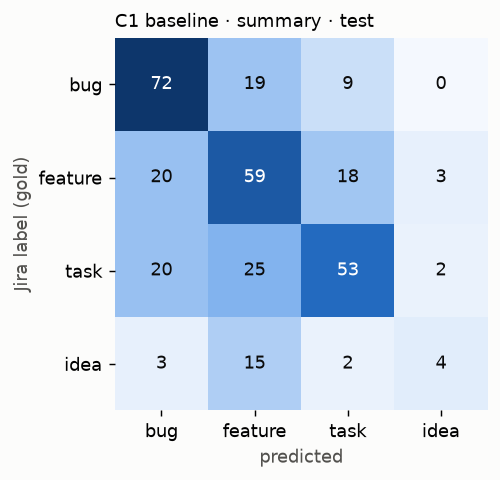 C1 baseline · summary · test
Jira label (gold)
bug 72 19 9 0
feature 20 59 18 3
task 20 25 53 2
idea 3 15 2 4
bug feature task idea
predicted